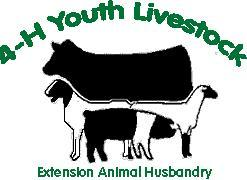 4-H Youth Livestock
Extension Animal Husbandry